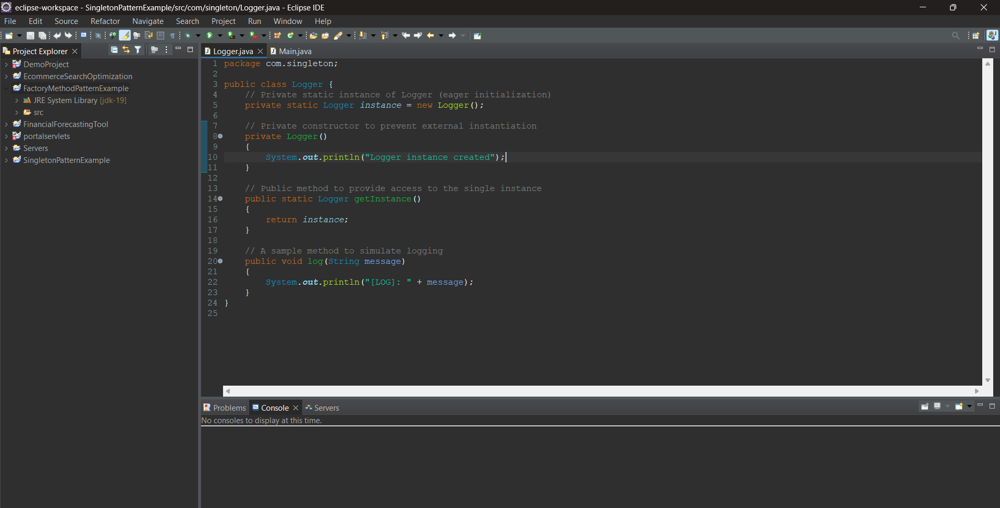 eclipse-workspace - SingletonPatternExample/src/com/singleton/Logger.java - Eclipse IDE
File Edit Source Refactor Navigate Search Project Run Window Help
Project Explorer
DemoProject
EcommerceSearchOptimization
FactoryMethodPatternExample
JRE System Library [jdk-19]
src
FinancialForecastingTool
portalservlets
Servers
SingletonPatternExample
Logger.java Main.java
1 package com.singleton;
2
3 public class Logger {
4     // Private static instance of Logger (eager initialization)
5     private static Logger instance = new Logger();
6
7     // Private constructor to prevent external instantiation
8     private Logger()
9     {
10         System.out.println("Logger instance created");
11     }
12
13     // Public method to provide access to the single instance
14     public static Logger getInstance()
15     {
16         return instance;
17     }
18
19     // A sample method to simulate logging
20     public void log(String message)
21     {
22         System.out.println("[LOG]: " + message);
23     }
24 }
25
Problems Console Servers
No consoles to display at this time.